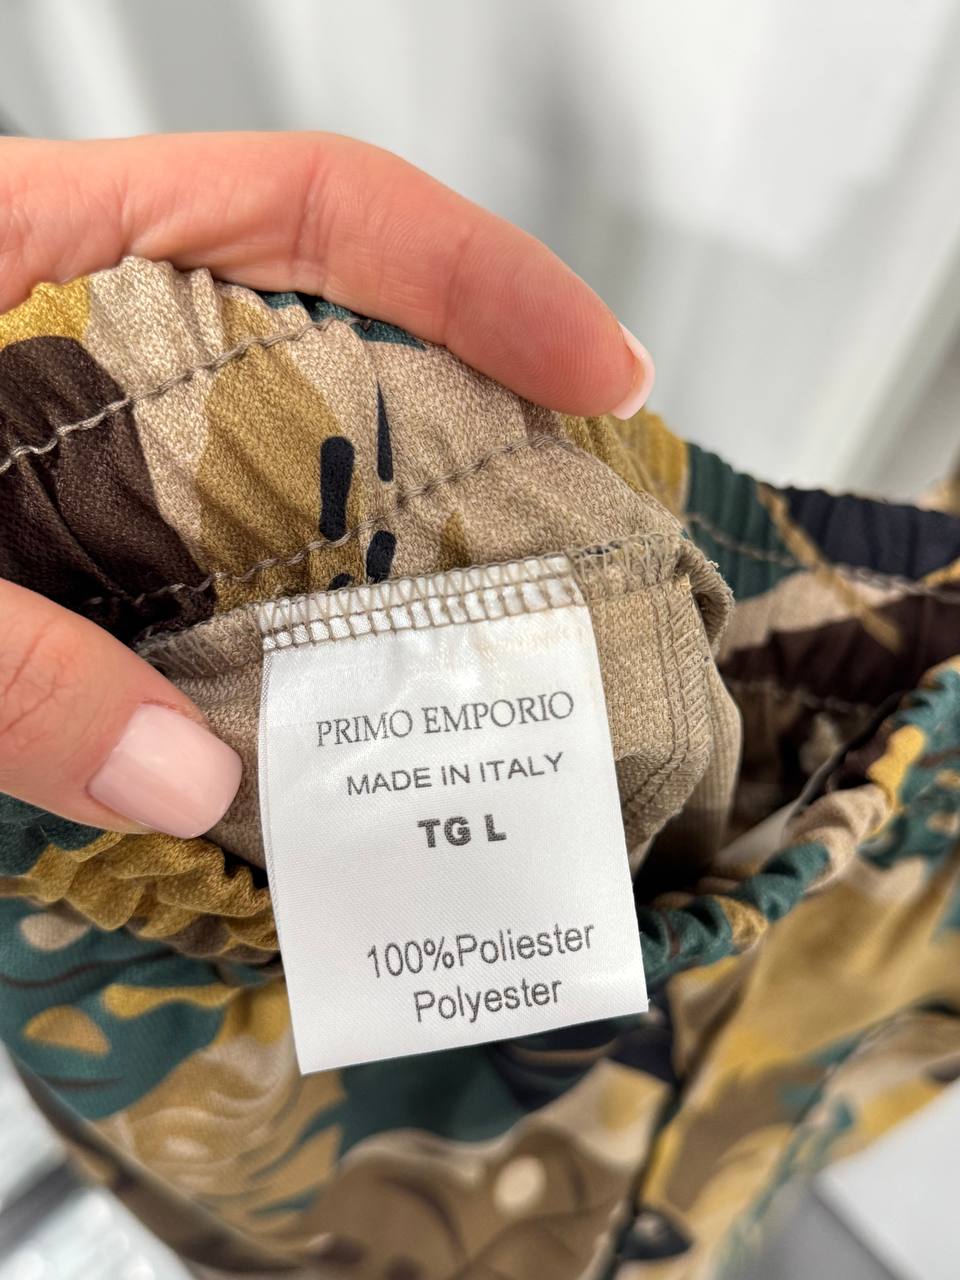 PRIMO EMPORIO
MADE IN ITALY
TG L
100%Poliester
Polyester